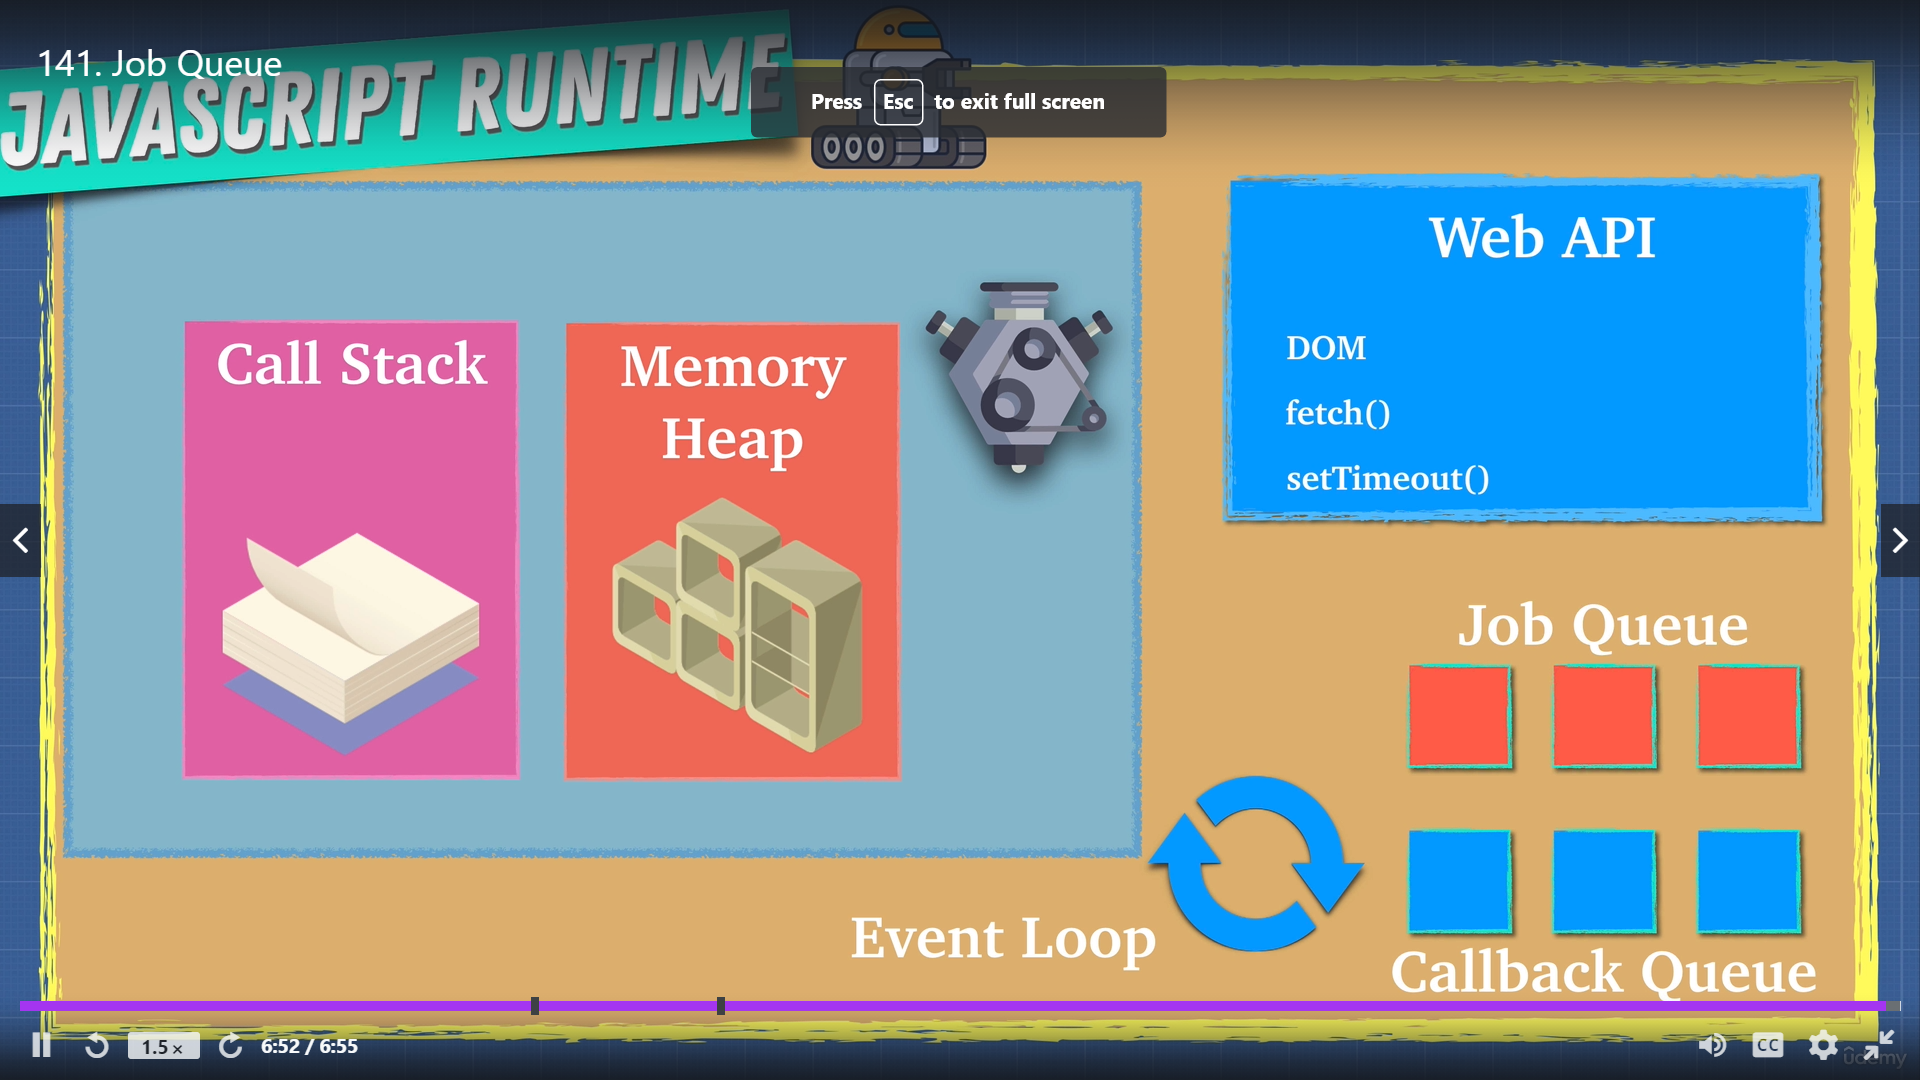 141. Job Queue
JAVASCRIPT RUNTIME
Press Esc to exit full screen
Web API
DOM
fetch()
setTimeout()
Call Stack
Memory
Heap
Job Queue
Event Loop
Callback Queue
1.5×
6:52 / 6:55
CC
udemy